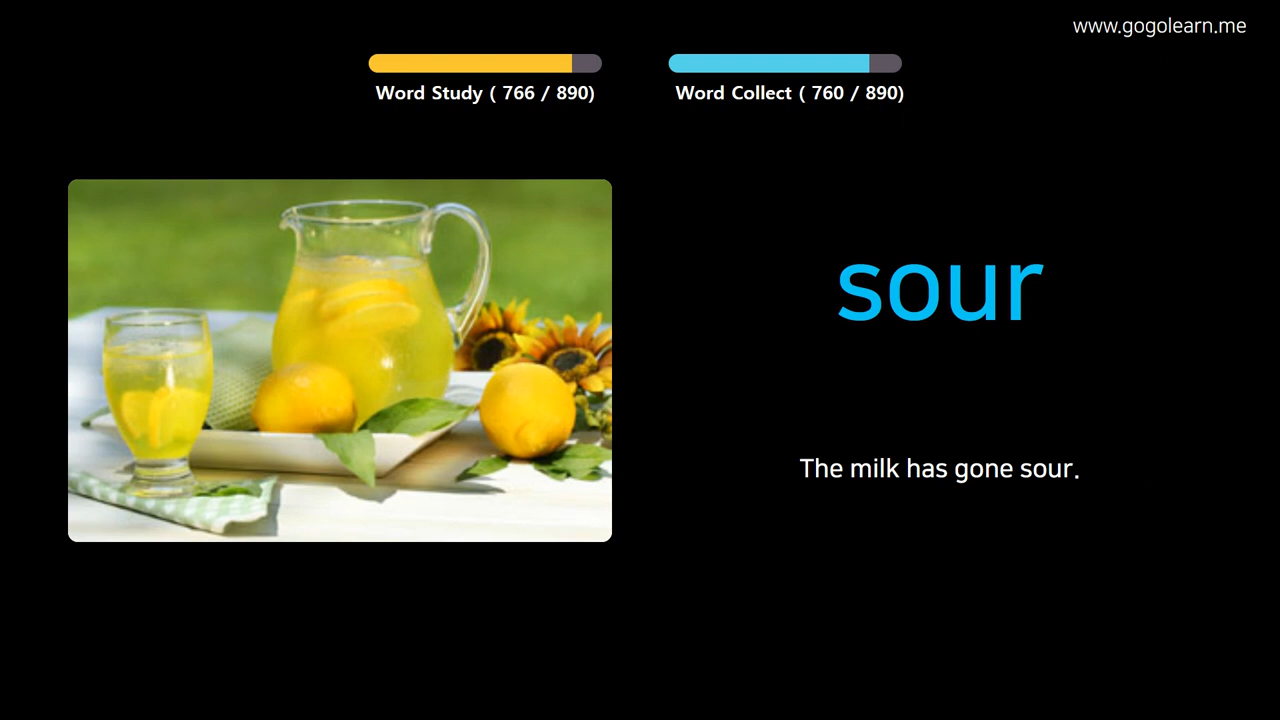 www.gogolearn.me
Word Study ( 766 / 890)
Word Collect ( 760 / 890)
sour
The milk has gone sour.